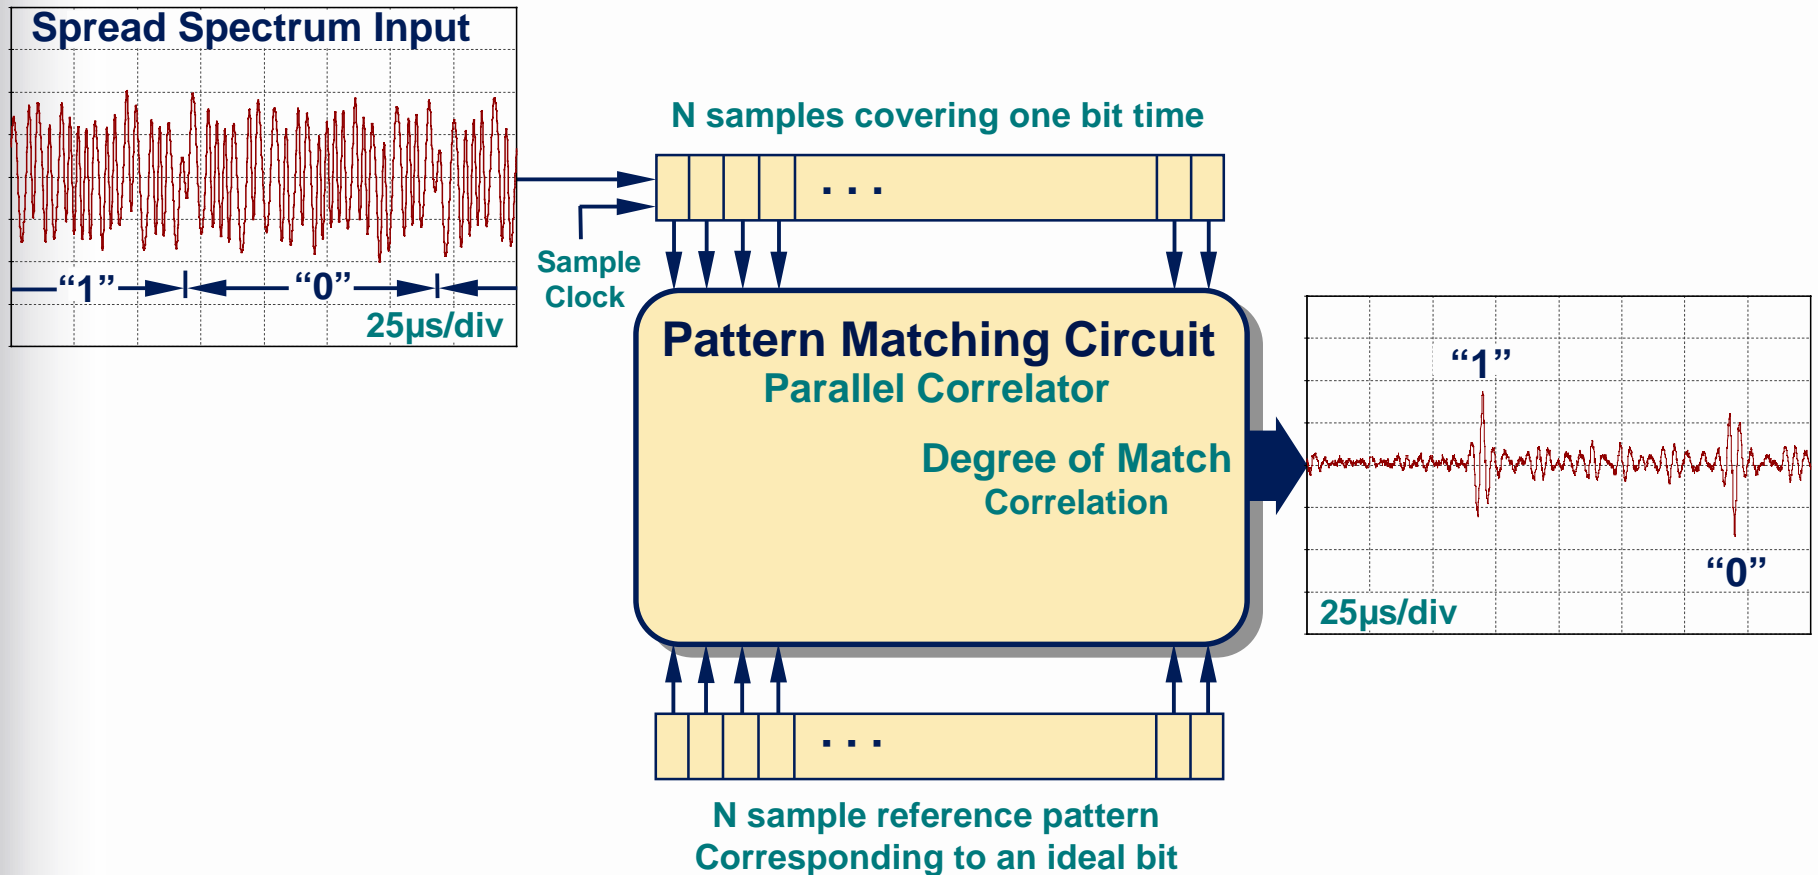 Spread Spectrum Input
“1”
“0”
25µs/div
N samples covering one bit time
. . .
Sample
Clock
Pattern Matching Circuit
Parallel Correlator
Degree of Match
Correlation
“1”
“0”
25µs/div
. . .
N sample reference pattern
Corresponding to an ideal bit